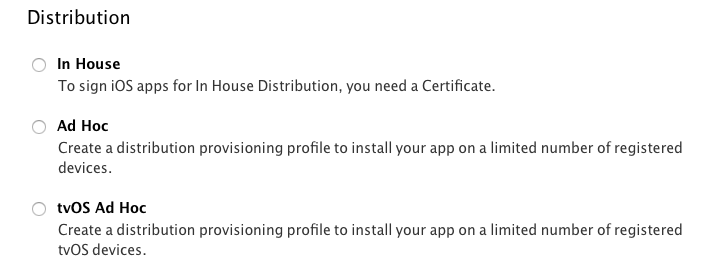 Distribution
In House
To sign iOS apps for In House Distribution, you need a Certificate.
Ad Hoc
Create a distribution provisioning profile to install your app on a limited number of registered
devices.
tvOS Ad Hoc
Create a distribution provisioning profile to install your app on a limited number of registered
tvOS devices.